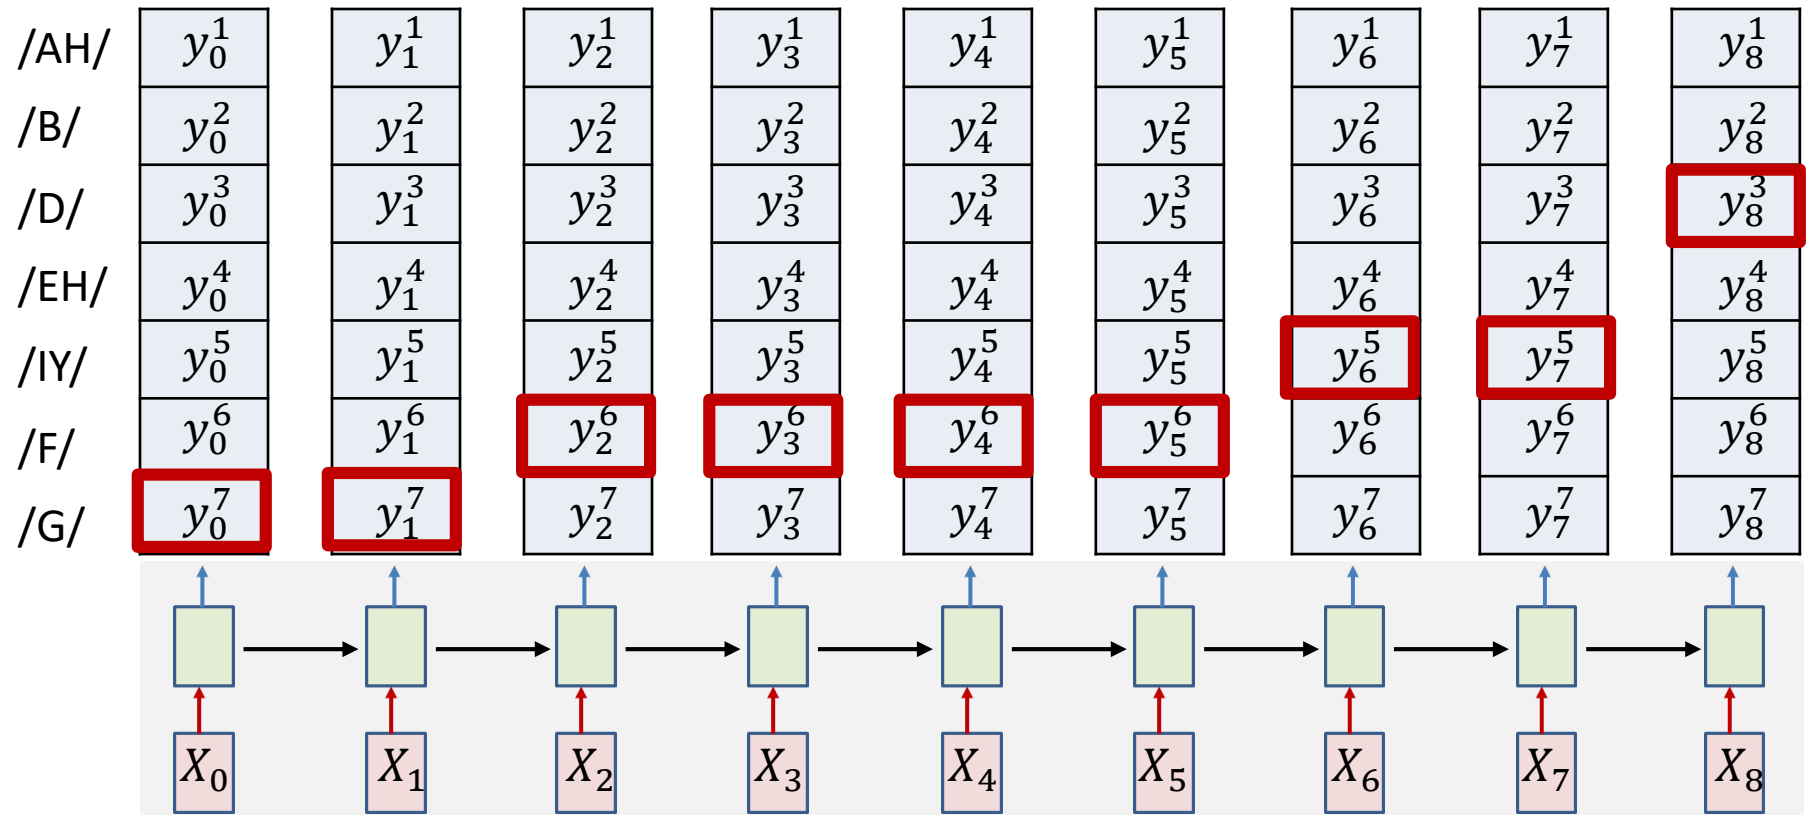 /AH/ y_0^1 y_1^1 y_2^1 y_3^1 y_4^1 y_5^1 y_6^1 y_7^1 y_8^1
/B/ y_0^2 y_1^2 y_2^2 y_3^2 y_4^2 y_5^2 y_6^2 y_7^2 y_8^2
/D/ y_0^3 y_1^3 y_2^3 y_3^3 y_4^3 y_5^3 y_6^3 y_7^3 y_8^3
/EH/ y_0^4 y_1^4 y_2^4 y_3^4 y_4^4 y_5^4 y_6^4 y_7^4 y_8^4
/IY/ y_0^5 y_1^5 y_2^5 y_3^5 y_4^5 y_5^5 y_6^5 y_7^5 y_8^5
/F/ y_0^6 y_1^6 y_2^6 y_3^6 y_4^6 y_5^6 y_6^6 y_7^6 y_8^6
/G/ y_0^7 y_1^7 y_2^7 y_3^7 y_4^7 y_5^7 y_6^7 y_7^7 y_8^7
X_0 X_1 X_2 X_3 X_4 X_5 X_6 X_7 X_8